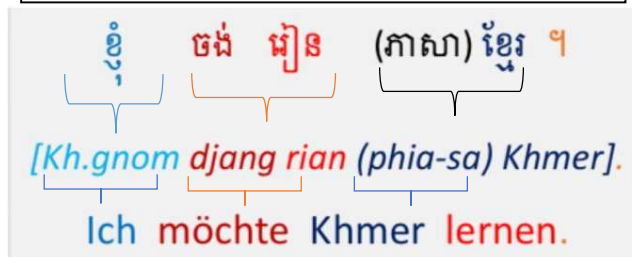 ខ្ញុំ ចង់ រៀន (ភាសា) ខ្មែរ ។
[Kh.gnom djang rian (phia-sa) Khmer].
Ich möchte Khmer lernen.